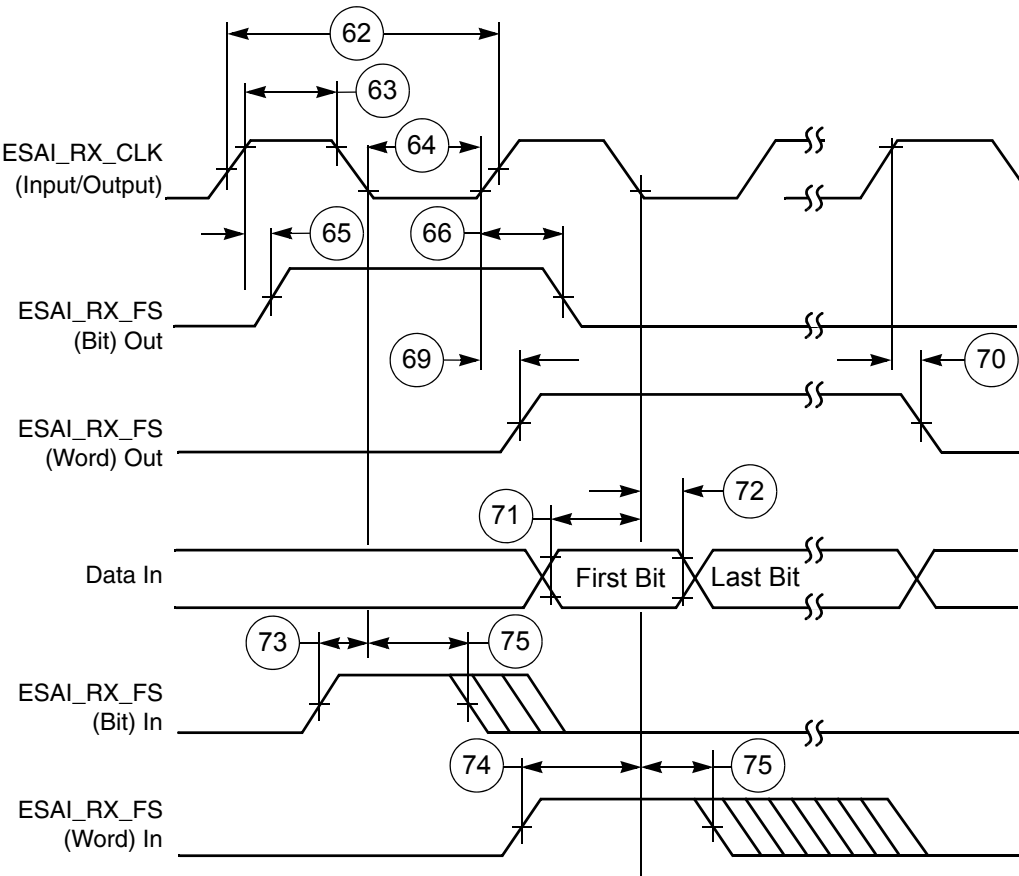 62
63
ESAI_RX_CLK
(Input/Output)
64
65
66
ESAI_RX_FS
(Bit) Out
69
70
ESAI_RX_FS
(Word) Out
71
72
Data In
First Bit
Last Bit
73
75
ESAI_RX_FS
(Bit) In
74
75
ESAI_RX_FS
(Word) In